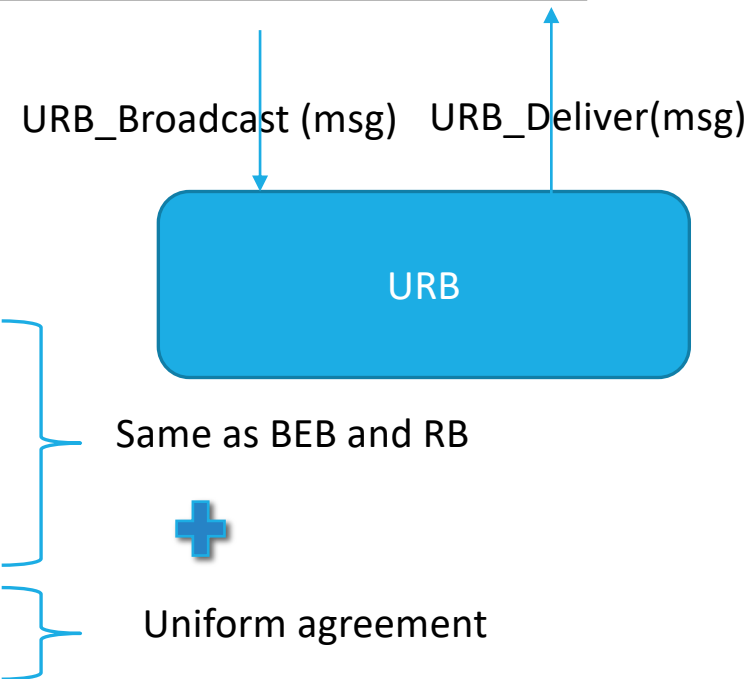 URB_Broadcast (msg) URB_Deliver(msg)
URB
Same as BEB and RB
Uniform agreement